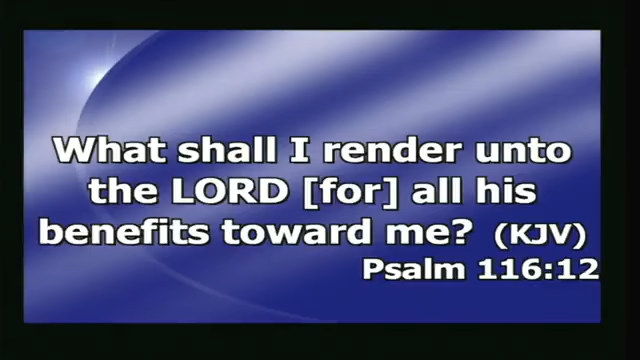 What shall I render unto
the LORD [for] all his
benefits toward me? (KJV)
Psalm 116:12